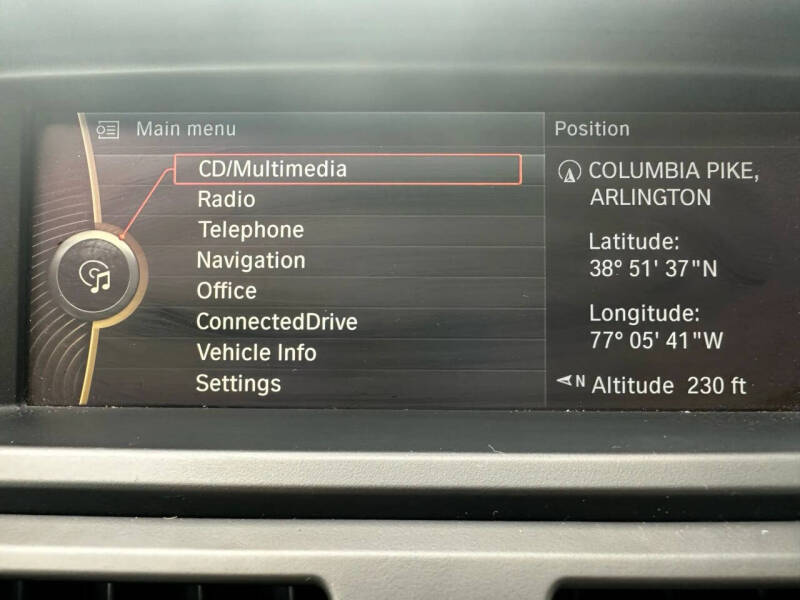 Main menu
CD/Multimedia
Radio
Telephone
Navigation
Office
ConnectedDrive
Vehicle Info
Settings
Position
COLUMBIA PIKE,
ARLINGTON
Latitude:
38° 51' 37"N
Longitude:
77° 05' 41"W
N Altitude 230 ft